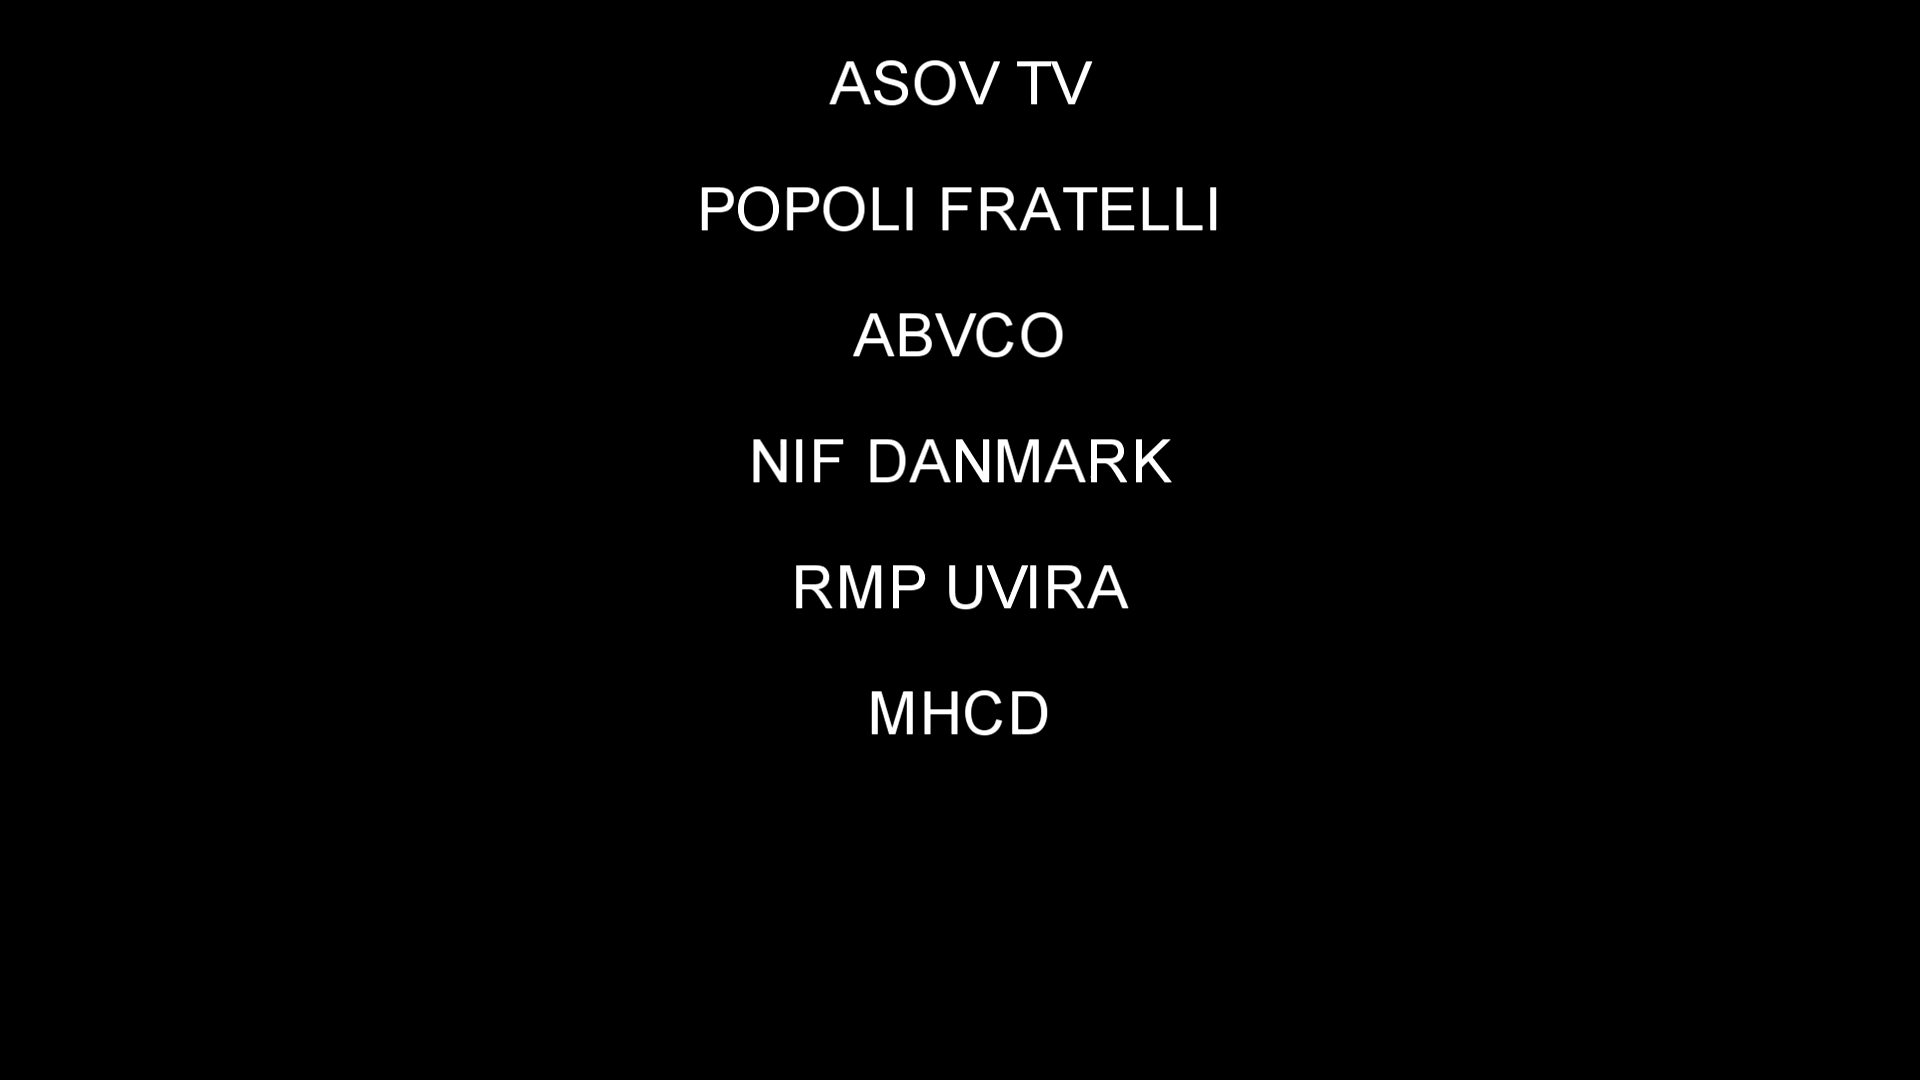 ASOV TV
POPOLI FRATELLI
ABVCO
NIF DANMARK
RMP UVIRA
MHCD